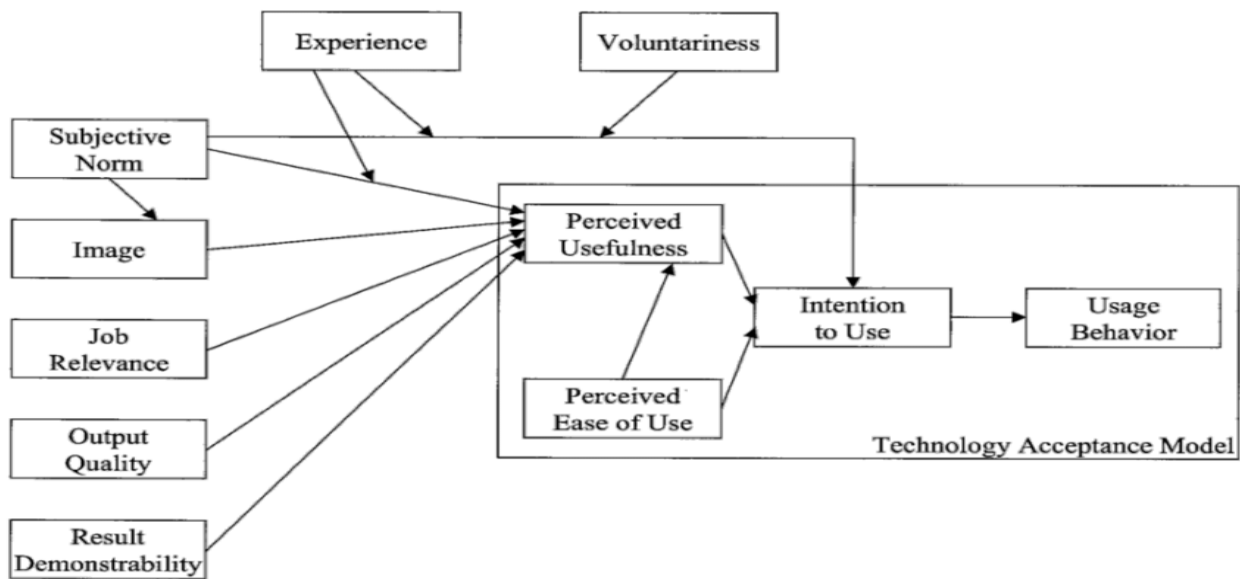 Experience
Voluntariness
Subjective
Norm
Image
Job
Relevance
Output
Quality
Result
Demonstrability
Perceived
Usefulness
Perceived
Ease of Use
Intention
to Use
Usage
Behavior
Technology Acceptance Model